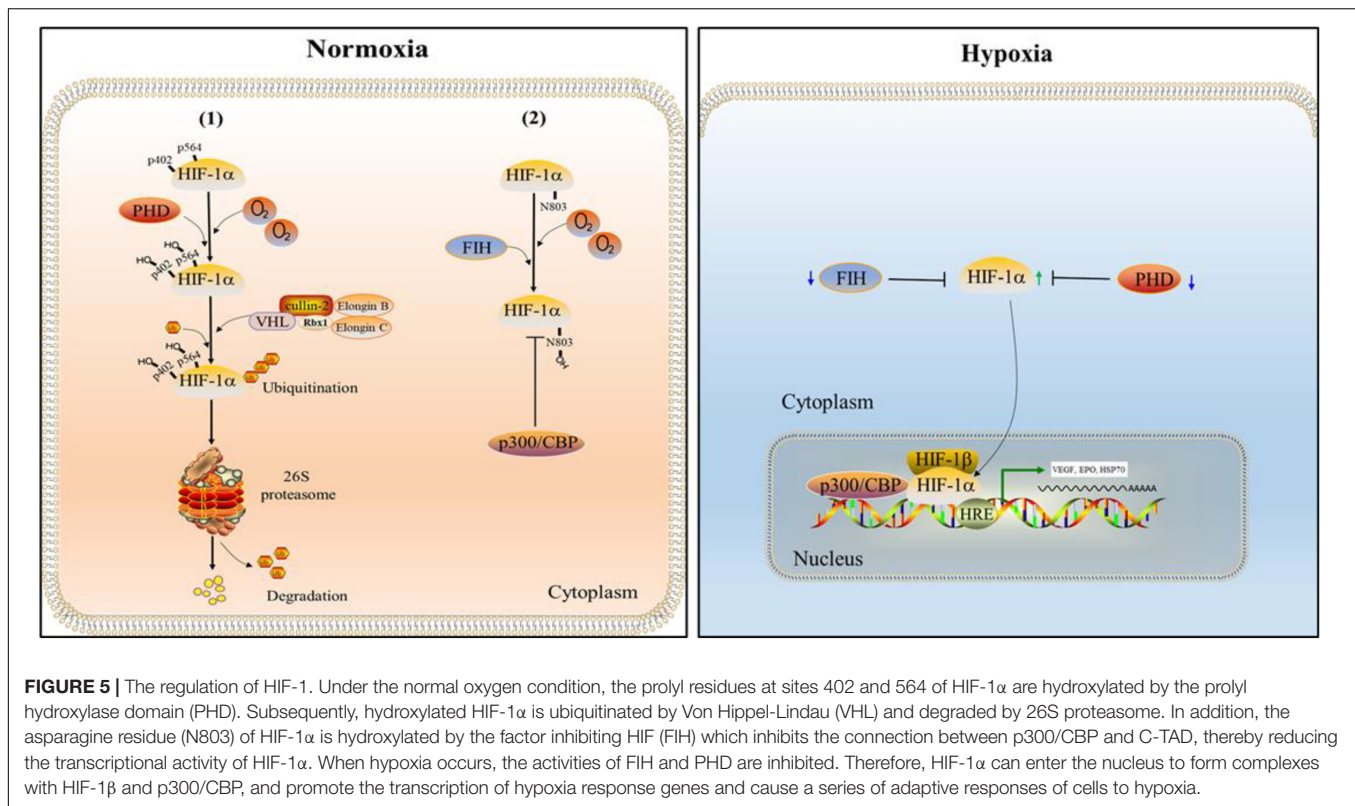 Normoxia
(1)
p564
p402
HIF-1α
PHD
O2
O2
HO
HO
p564
p402
HIF-1α
cullin-2
Elongin B
VHL
Rbx1
Elongin C
Ub
HO
HO
p564
p402
HIF-1α
Ubiquitination
26S
proteasome
Degradation
(2)
HIF-1α
N803
O2
O2
FIH
HIF-1α
N803
OH
p300/CBP
Cytoplasm
Hypoxia
FIH
HIF-1α
PHD
Cytoplasm
HIF-1β
p300/CBP
HIF-1α
VEGF, EPO, HSP70
AAAAA
HRE
Nucleus
FIGURE 5 | The regulation of HIF-1. Under the normal oxygen condition, the prolyl residues at sites 402 and 564 of HIF-1α are hydroxylated by the prolyl
hydroxylase domain (PHD). Subsequently, hydroxylated HIF-1α is ubiquitinated by Von Hippel-Lindau (VHL) and degraded by 26S proteasome. In addition, the
asparagine residue (N803) of HIF-1α is hydroxylated by the factor inhibiting HIF (FIH) which inhibits the connection between p300/CBP and C-TAD, thereby reducing
the transcriptional activity of HIF-1α. When hypoxia occurs, the activities of FIH and PHD are inhibited. Therefore, HIF-1α can enter the nucleus to form complexes
with HIF-1β and p300/CBP, and promote the transcription of hypoxia response genes and cause a series of adaptive responses of cells to hypoxia.